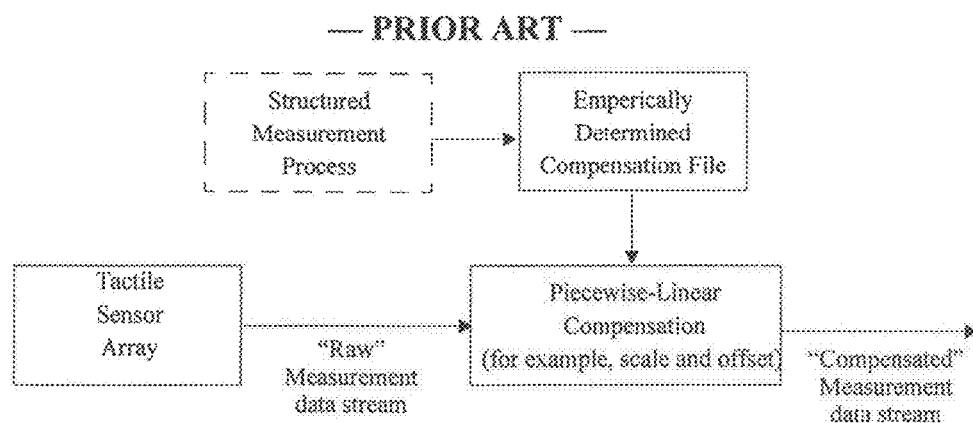 — PRIOR ART —
Structured
Measurement
Process
Emperically
Determined
Compensation File
Tactile
Sensor
Array
"Raw"
Measurement
data stream
Piecewise-Linear
Compensation
(for example, scale and offset)
"Compensated"
Measurement
data stream